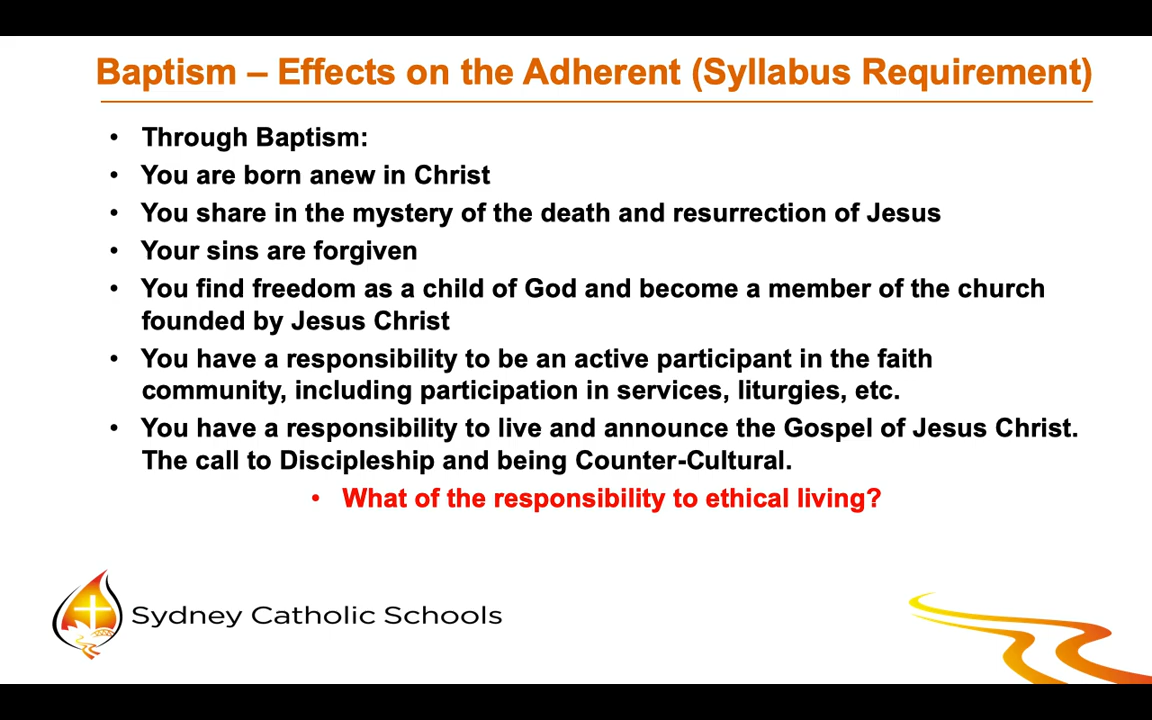 Baptism – Effects on the Adherent (Syllabus Requirement)
• Through Baptism:
• You are born anew in Christ
• You share in the mystery of the death and resurrection of Jesus
• Your sins are forgiven
• You find freedom as a child of God and become a member of the church
founded by Jesus Christ
• You have a responsibility to be an active participant in the faith
community, including participation in services, liturgies, etc.
• You have a responsibility to live and announce the Gospel of Jesus Christ.
The call to Discipleship and being Counter-Cultural.
• What of the responsibility to ethical living?
Sydney Catholic Schools